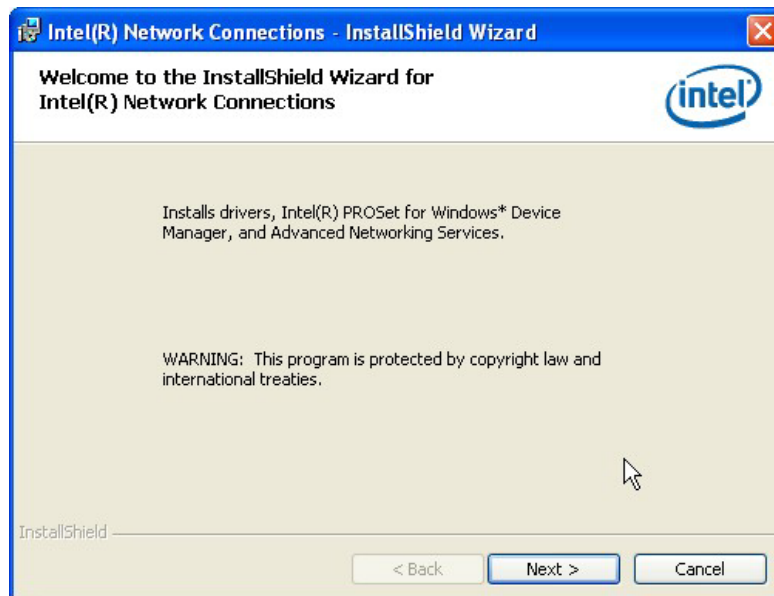 Intel(R) Network Connections - InstallShield Wizard
Welcome to the InstallShield Wizard for
Intel(R) Network Connections
intel
Installs drivers, Intel(R) PROSet for Windows* Device
Manager, and Advanced Networking Services.
WARNING: This program is protected by copyright law and
international treaties.
InstallShield
< Back
Next >
Cancel